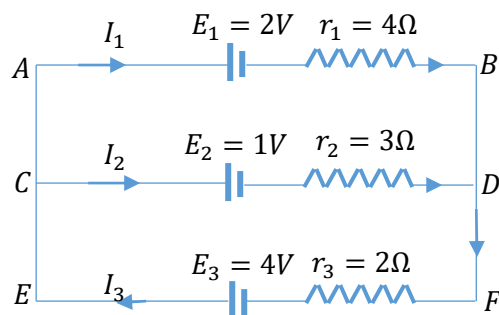 I₁ E₁ = 2V r₁ = 4Ω
A B
I₂ E₂ = 1V r₂ = 3Ω
C D
I₃ E₃ = 4V r₃ = 2Ω
E F